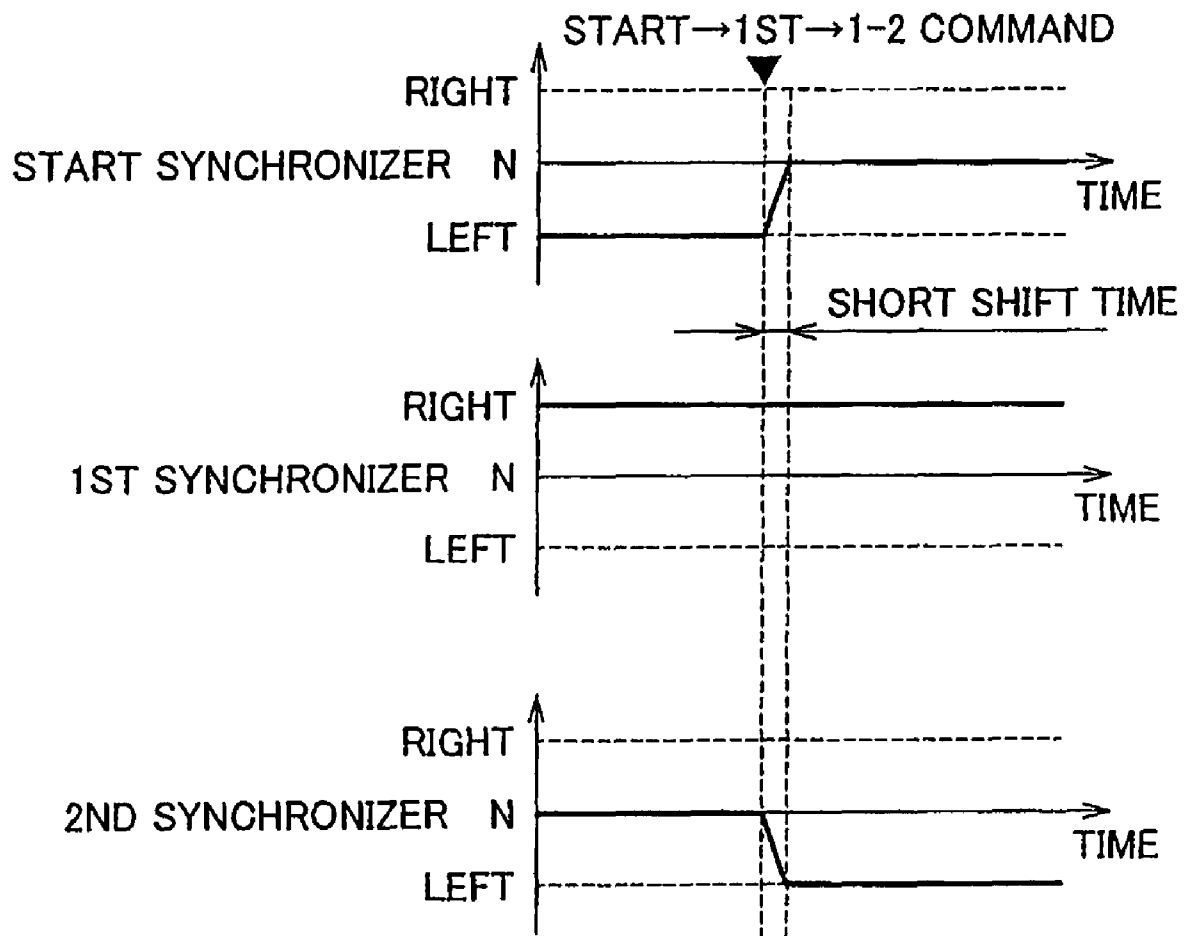 START→1ST→1-2 COMMAND
RIGHT
START SYNCHRONIZER N
TIME
LEFT
SHORT SHIFT TIME
RIGHT
1ST SYNCHRONIZER N
TIME
LEFT
RIGHT
2ND SYNCHRONIZER N
TIME
LEFT